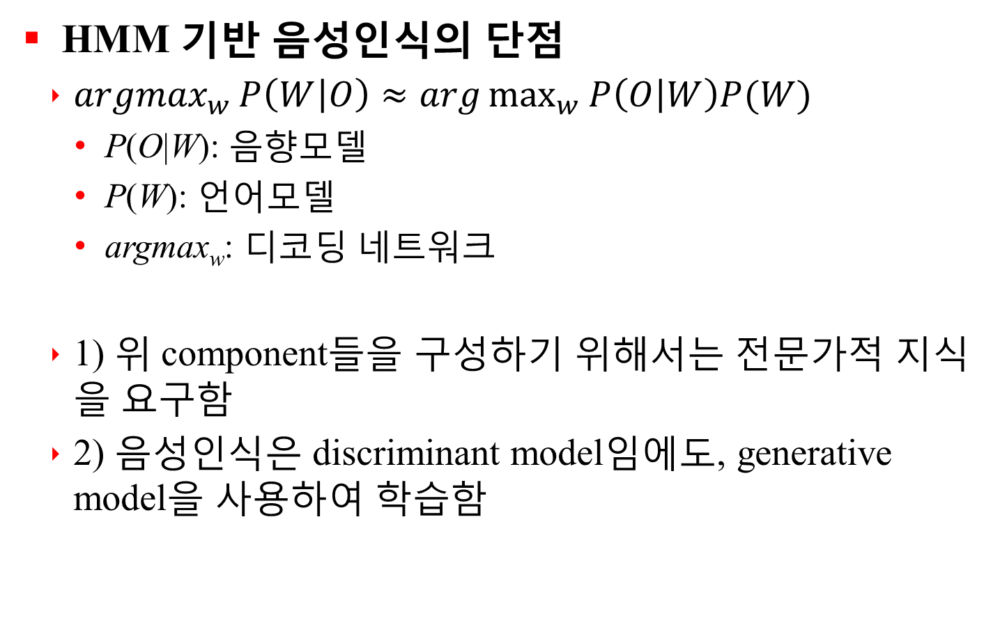 ▪ HMM 기반 음성인식의 단점
‣ argmax_w P(W|O) ≈ arg max_w P(O|W)P(W)
• P(O|W): 음향모델
• P(W): 언어모델
• argmax_w: 디코딩 네트워크
‣ 1) 위 component들을 구성하기 위해서는 전문가적 지식
을 요구함
‣ 2) 음성인식은 discriminant model임에도, generative
model을 사용하여 학습함